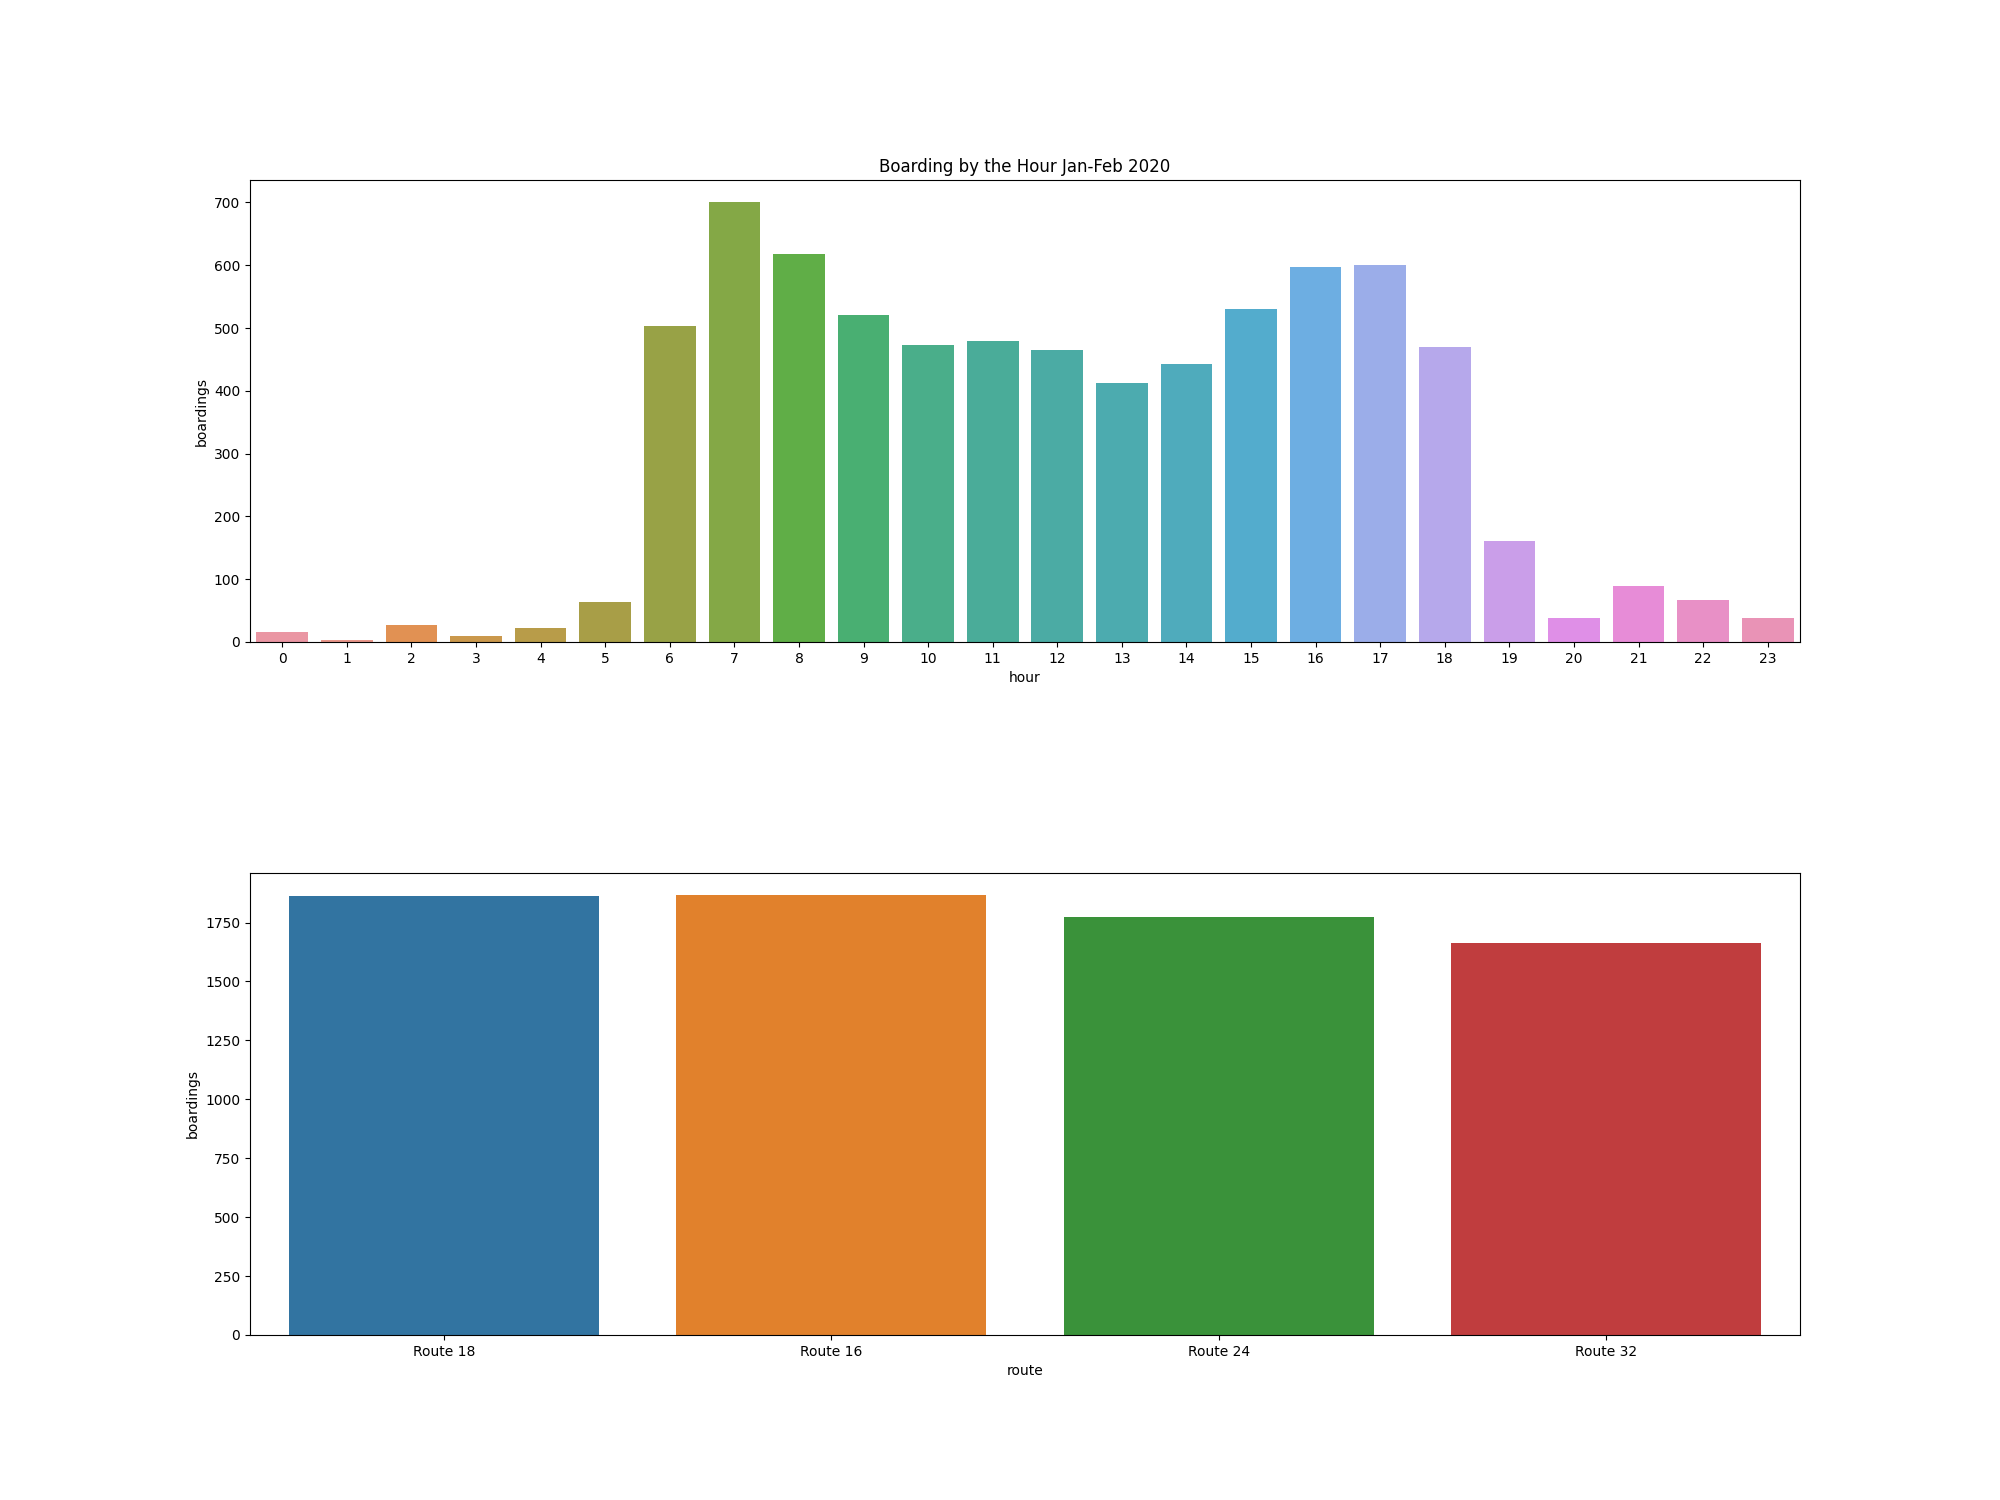 Boarding by the Hour Jan-Feb 2020
700
600
500
400
300
200
100
0
boardings
0 1 2 3 4 5 6 7 8 9 10 11 12 13 14 15 16 17 18 19 20 21 22 23
hour
1750
1500
1250
1000
750
500
250
0
boardings
Route 18 Route 16 Route 24 Route 32
route